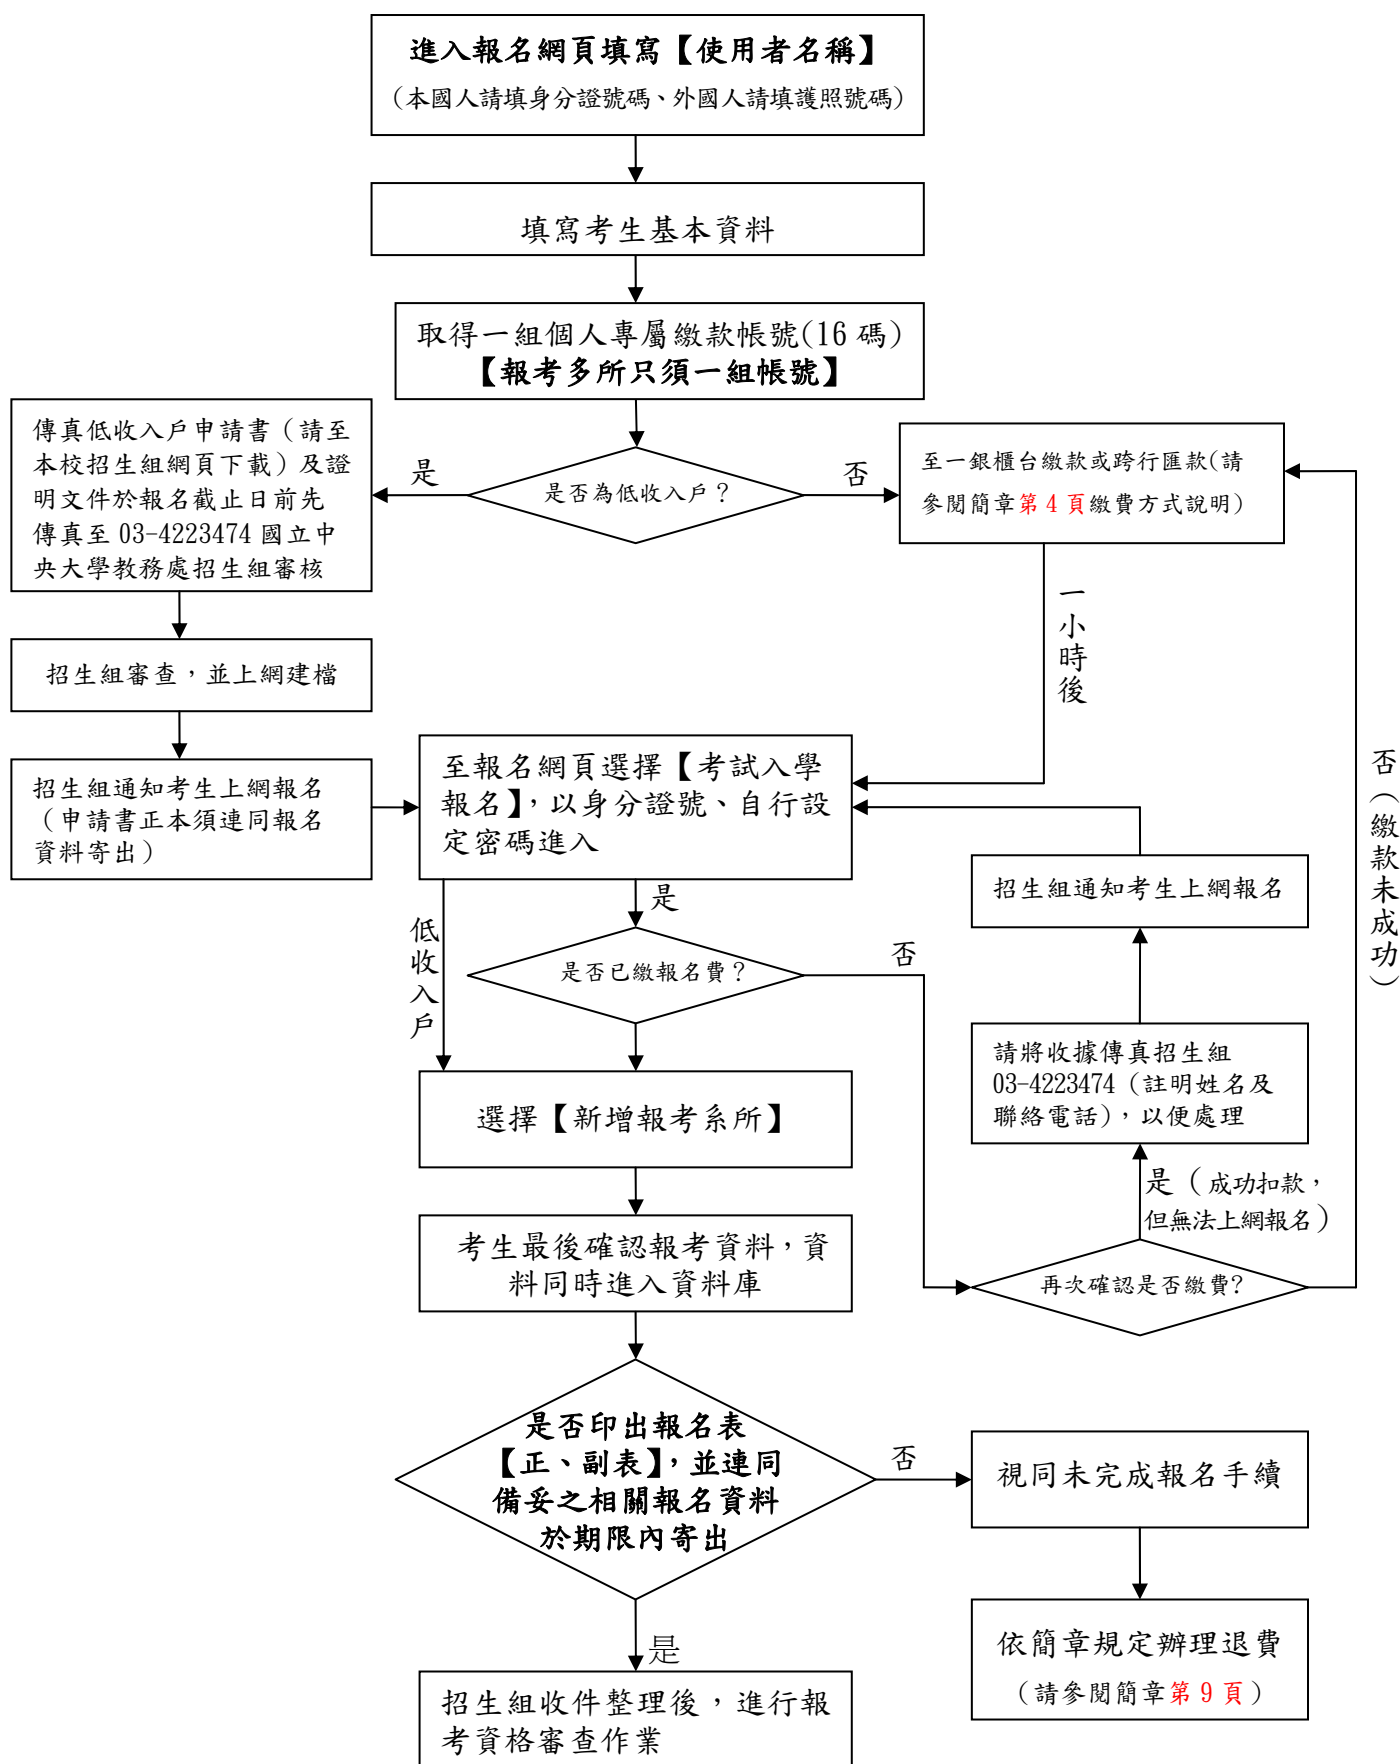 進入報名網頁填寫【使用者名稱】
（本國人請填身分證號碼、外國人請填護照號碼）
填寫考生基本資料
取得一組個人專屬繳款帳號(16 碼)
【報考多所只須一組帳號】
是否為低收入戶？
是
否
傳真低收入戶申請書（請至
本校招生組網頁下載）及證
明文件於報名截止日前先
傳真至 03-4223474 國立中
央大學教務處招生組審核
至一銀櫃台繳款或跨行匯款(請
參閱簡章第 4 頁繳費方式說明)
一小時後
招生組審查，並上網建檔
招生組通知考生上網報名
（申請書正本須連同報名
資料寄出）
至報名網頁選擇【考試入學
報名】，以身分證號、自行設
定密碼進入
低收入戶
是
是否已繳報名費？
否
招生組通知考生上網報名
請將收據傳真招生組
03-4223474（註明姓名及
聯絡電話），以便處理
是（成功扣款，
但無法上網報名）
再次確認是否繳費?
否（繳款未成功）
選擇【新增報考系所】
考生最後確認報考資料，資
料同時進入資料庫
是否印出報名表
【正、副表】，並連同
備妥之相關報名資料
於期限內寄出
否
視同未完成報名手續
依簡章規定辦理退費
（請參閱簡章第 9 頁）
是
招生組收件整理後，進行報
考資格審查作業